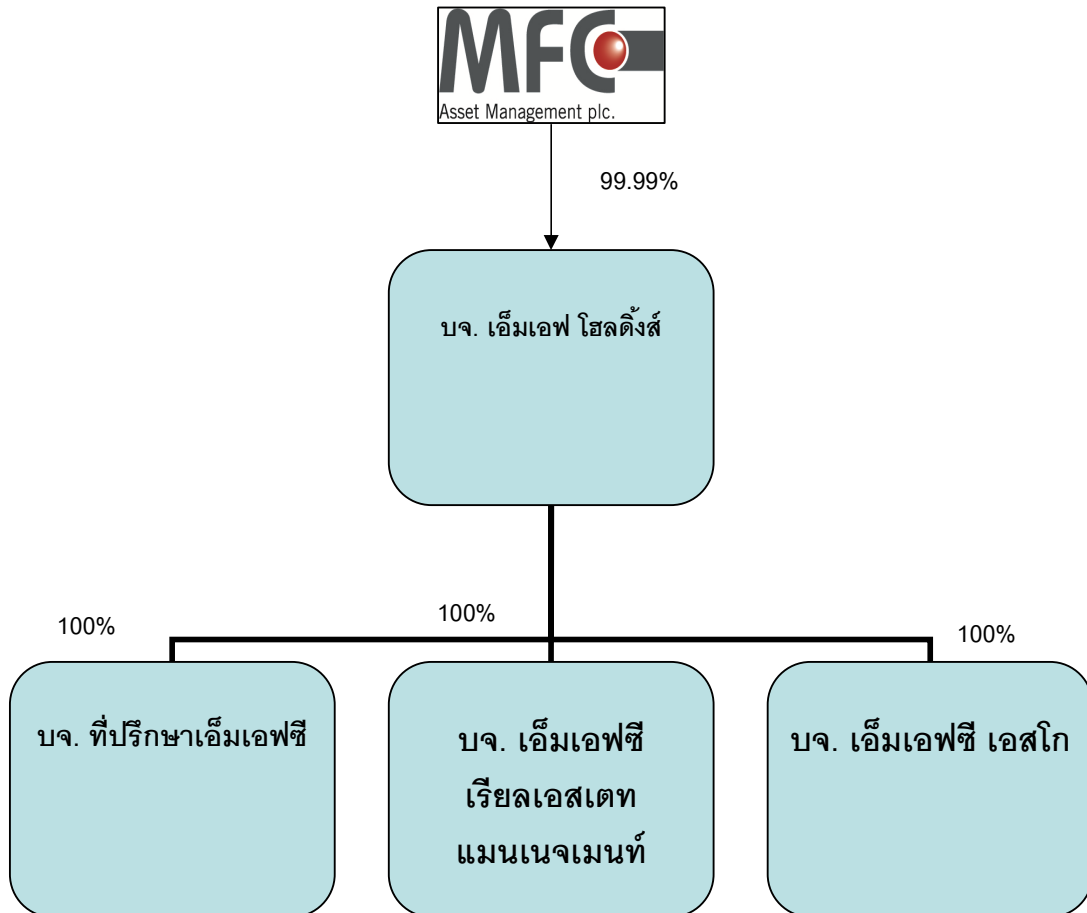 MFC
Asset Management plc.
99.99%
บจ. เอ็มเอฟ โฮลดิ้งส์
100%
100%
100%
บจ. ที่ปรึกษาเอ็มเอฟซี
บจ. เอ็มเอฟซี
เรียลเอสเตท
แมนเนจเมนท์
บจ. เอ็มเอฟซี เอสโก